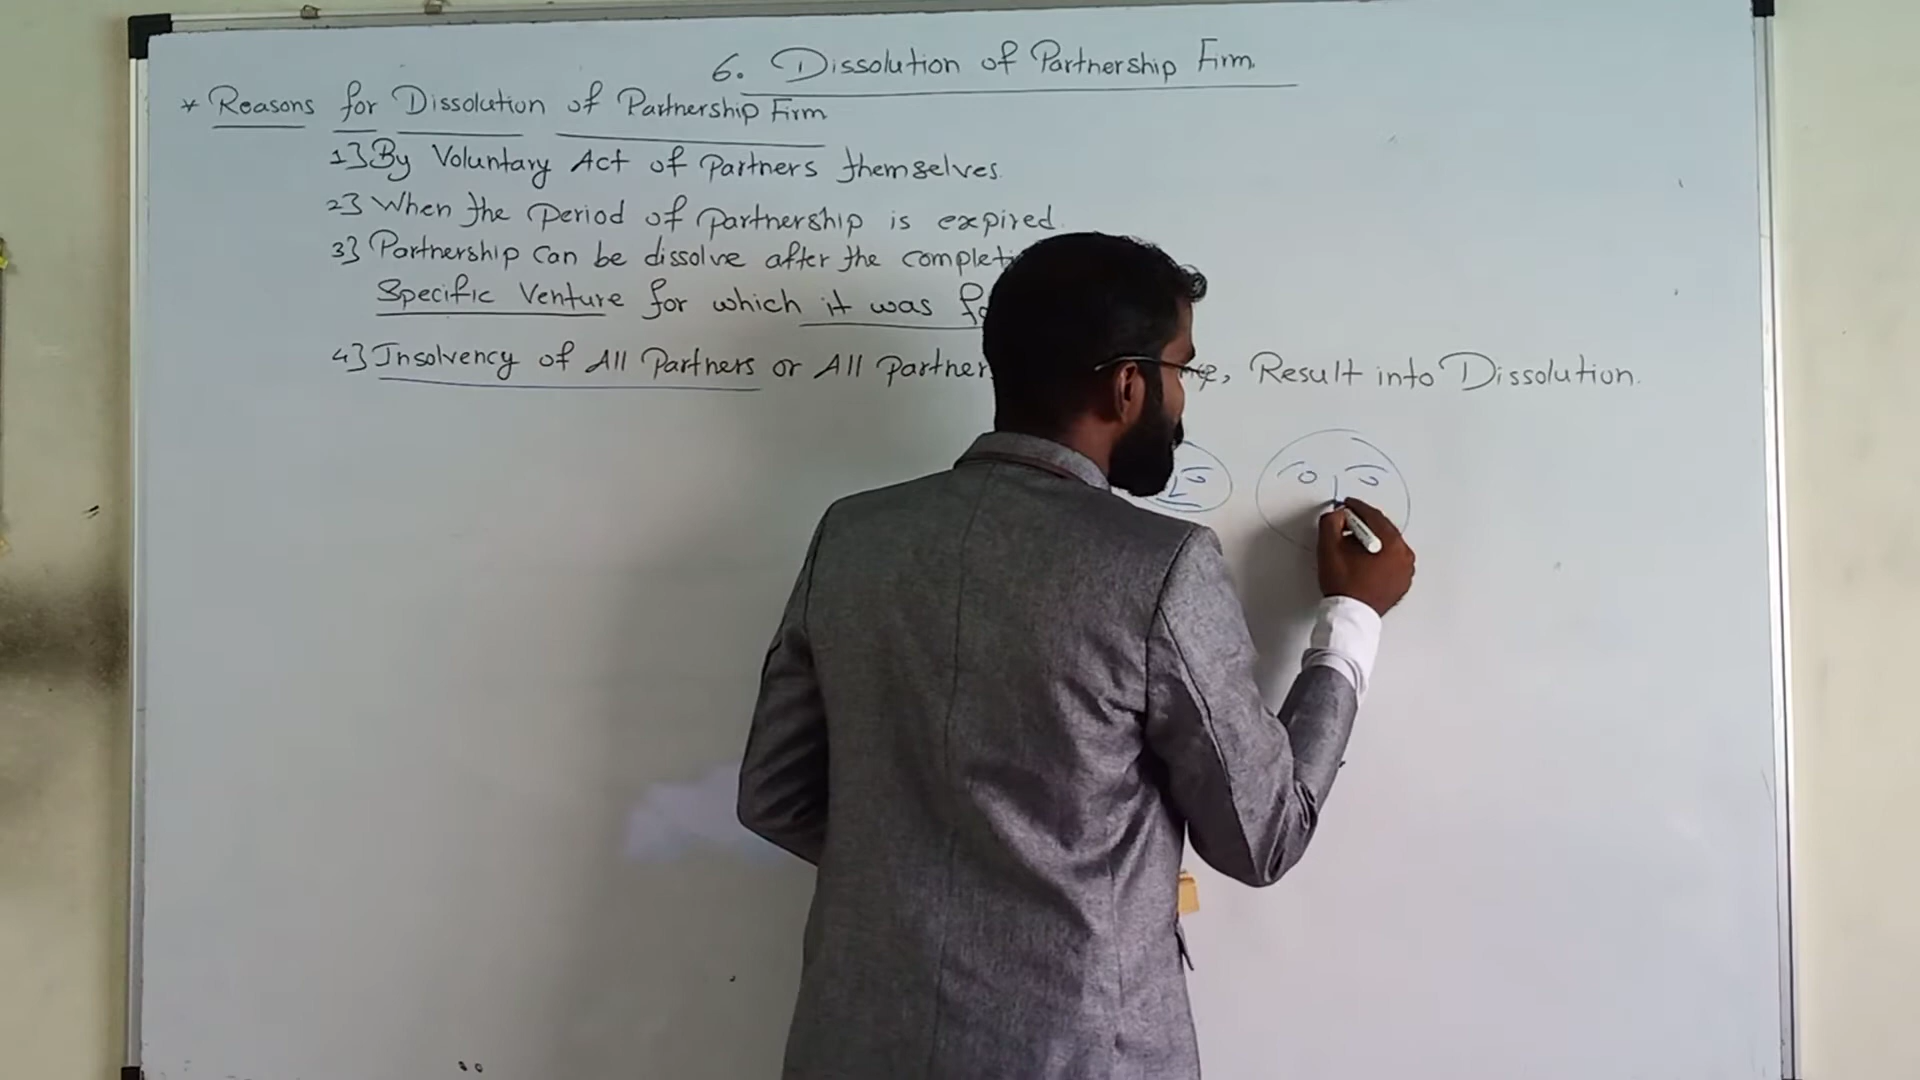 6. Dissolution of Partnership Firm.
* Reasons for Dissolution of Partnership Firm
1} By Voluntary Act of Partners themselves.
2} When the Period of Partnership is expired.
3} Partnership can be dissolve after the
Specific Venture for which it was
4} Insolvency of All Partners or All
, Result into Dissolution.